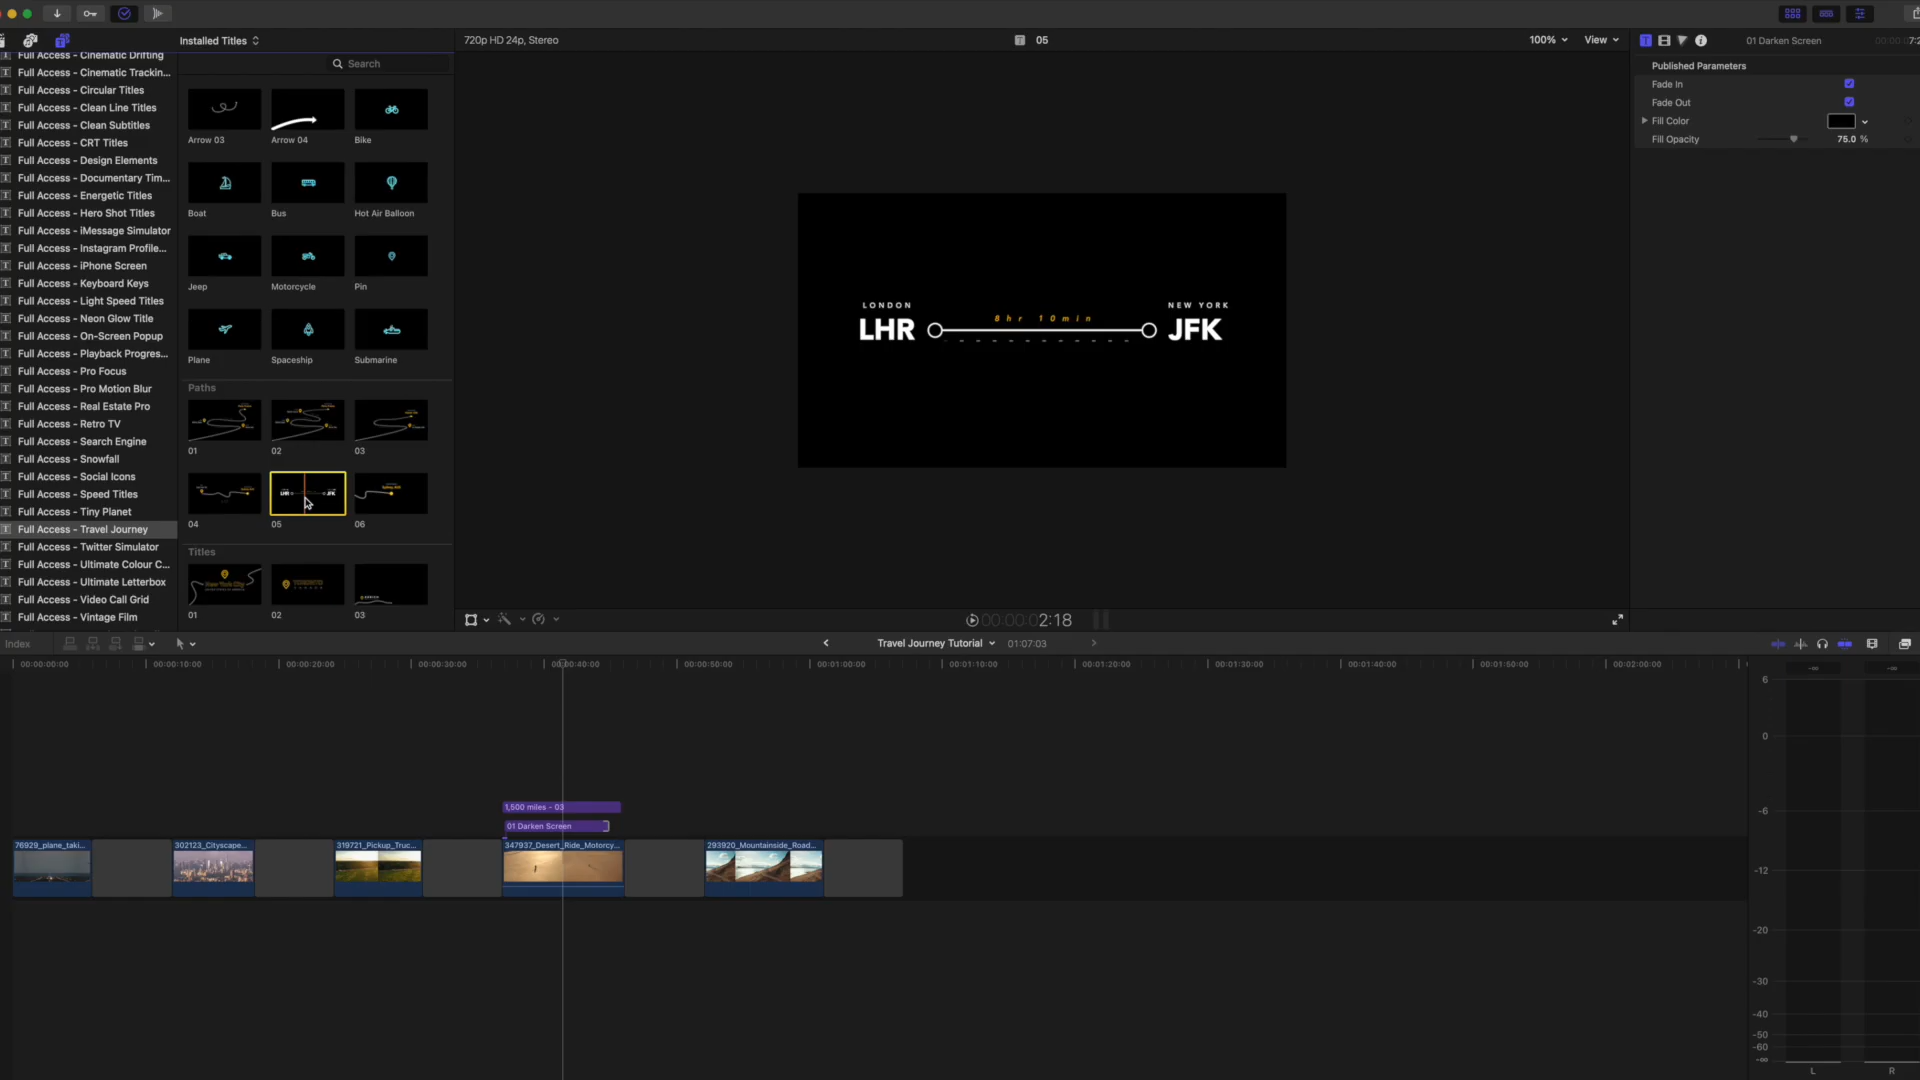 Installed Titles
720p HD 24p, Stereo
05
100%
View
01 Darken Screen
Full Access - Cinematic Drifting
Full Access - Cinematic Trackin...
Full Access - Circular Titles
Full Access - Clean Line Titles
Full Access - Clean Subtitles
Full Access - CRT Titles
Full Access - Design Elements
Full Access - Documentary Tim...
Full Access - Energetic Titles
Full Access - Hero Shot Titles
Full Access - iMessage Simulator
Full Access - Instagram Profile...
Full Access - iPhone Screen
Full Access - Keyboard Keys
Full Access - Light Speed Titles
Full Access - Neon Glow Title
Full Access - On-Screen Popup
Full Access - Playback Progres...
Full Access - Pro Focus
Full Access - Pro Motion Blur
Full Access - Real Estate Pro
Full Access - Retro TV
Full Access - Search Engine
Full Access - Snowfall
Full Access - Social Icons
Full Access - Speed Titles
Full Access - Tiny Planet
Full Access - Travel Journey
Full Access - Twitter Simulator
Full Access - Ultimate Colour C...
Full Access - Ultimate Letterbox
Full Access - Video Call Grid
Full Access - Vintage Film
Search
Arrow 03
Arrow 04
Bike
Boat
Bus
Hot Air Balloon
Jeep
Motorcycle
Pin
Plane
Spaceship
Submarine
Paths
01
02
03
LHR
JFK
04
05
06
Titles
New York City
TORONTO
01
02
03
LONDON
LHR
8hr 10min
NEW YORK
JFK
Published Parameters
Fade In
Fade Out
Fill Color
Fill Opacity
75.0 %
00:00:02:18
Index
Travel Journey Tutorial
01:07:03
00:00:00:00
00:00:10:00
00:00:20:00
00:00:30:00
00:00:40:00
00:00:50:00
00:01:00:00
00:01:10:00
00:01:20:00
00:01:30:00
00:01:40:00
00:01:50:00
00:02:00:00
1,500 miles - 03
01 Darken Screen
76929_plane_taki...
302123_Cityscape...
319721_Pickup_Truc...
347937_Desert_Ride_Motorcy...
293920_Mountainside_Road...
-∞
-∞
6
0
-6
-12
-20
-30
-40
-50
-60
-∞
L
R